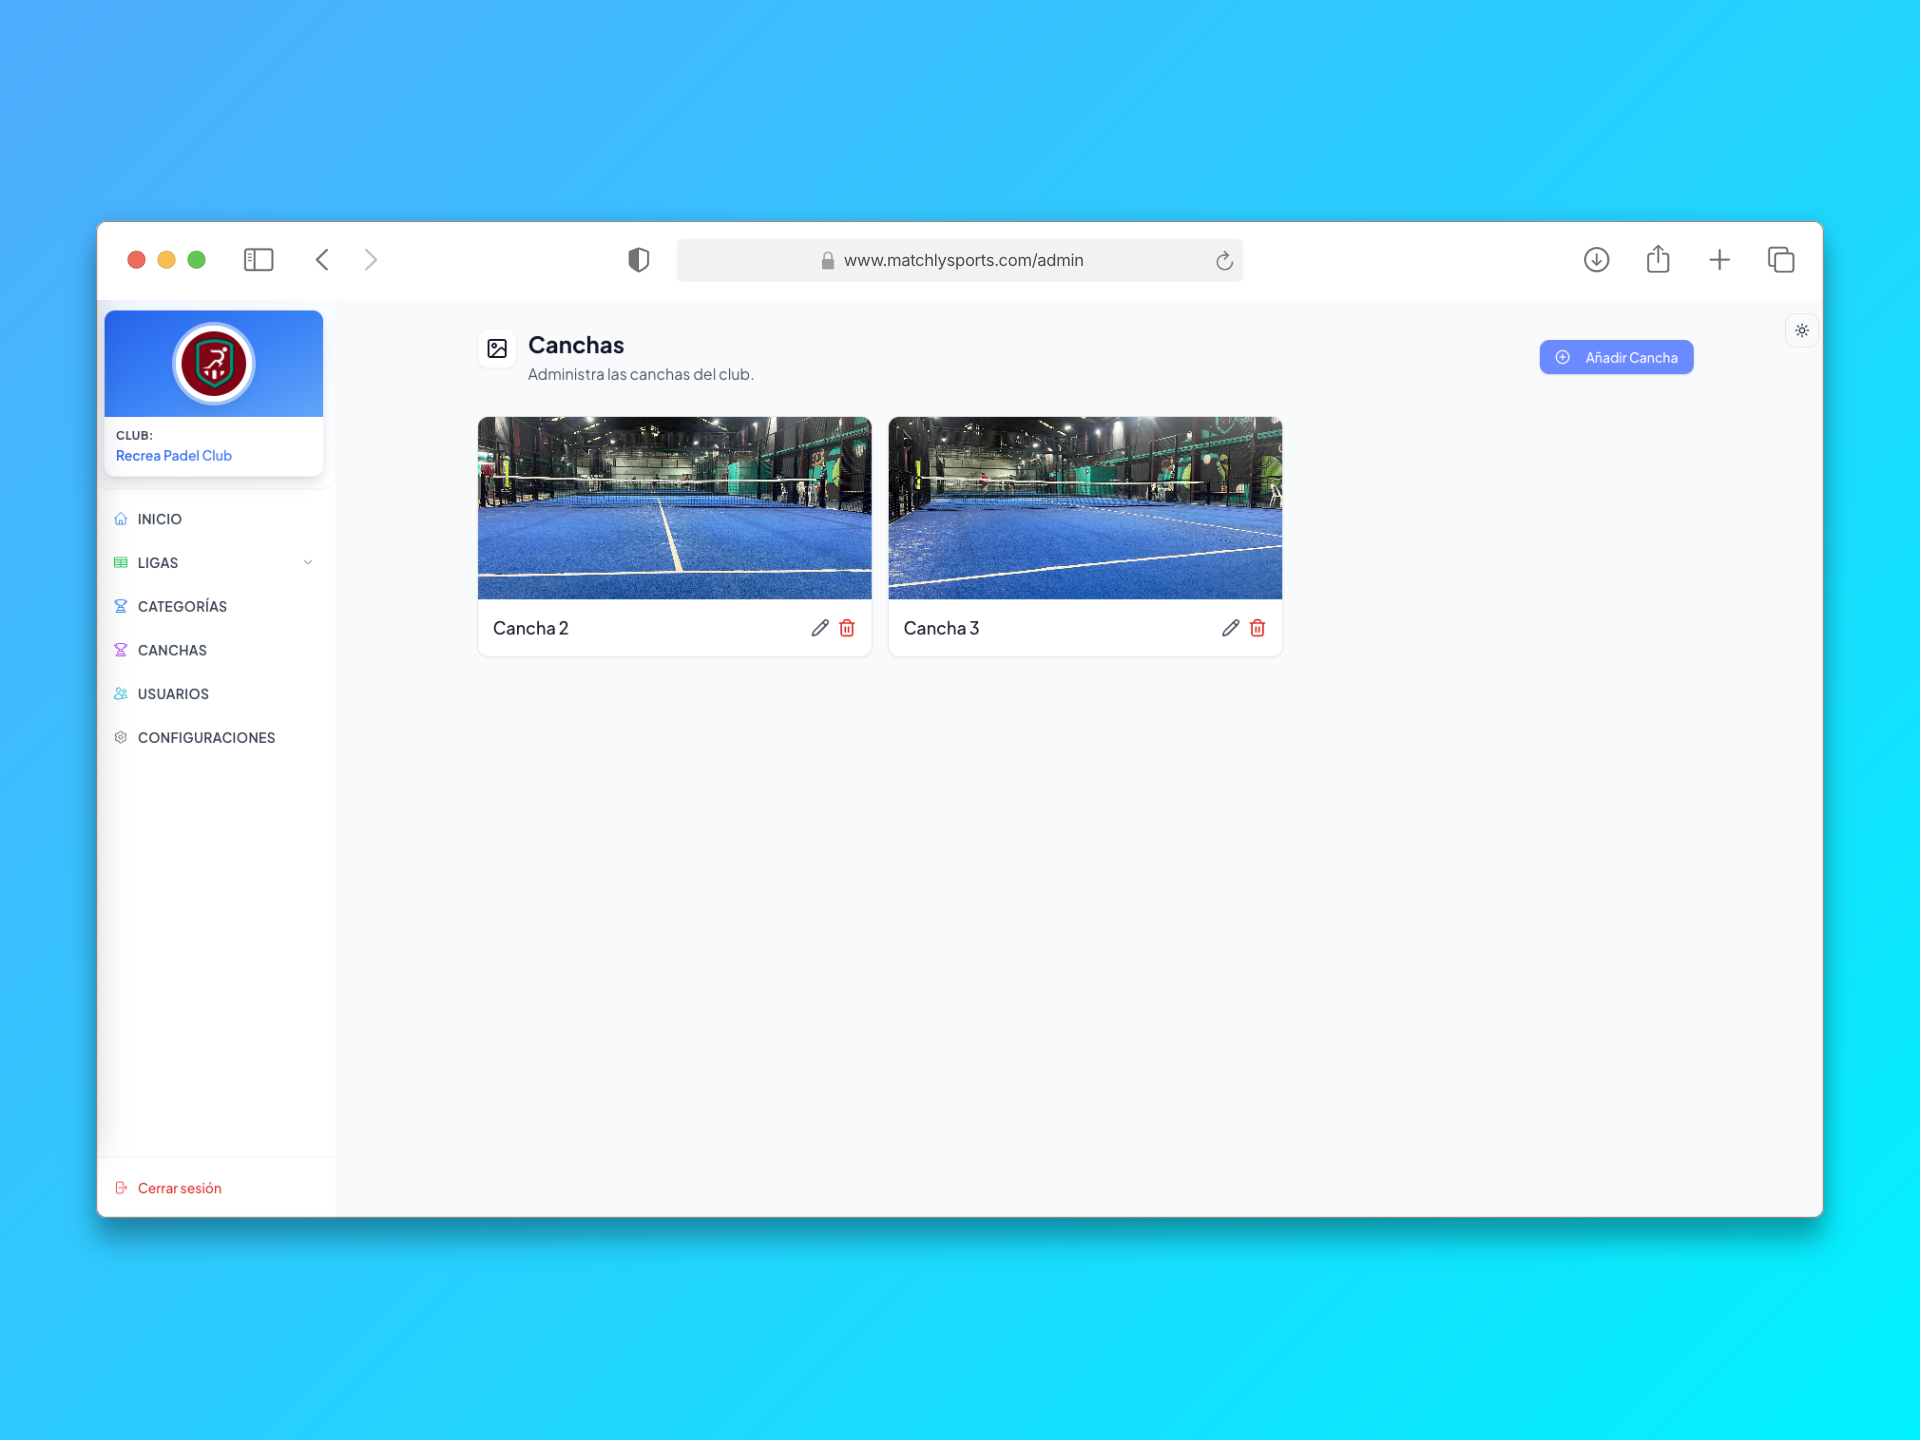 www.matchlysports.com/admin
CLUB:
Recrea Padel Club
INICIO
LIGAS
CATEGORÍAS
CANCHAS
USUARIOS
CONFIGURACIONES
Cerrar sesión
Canchas
Administra las canchas del club.
Añadir Cancha
Cancha 2
Cancha 3